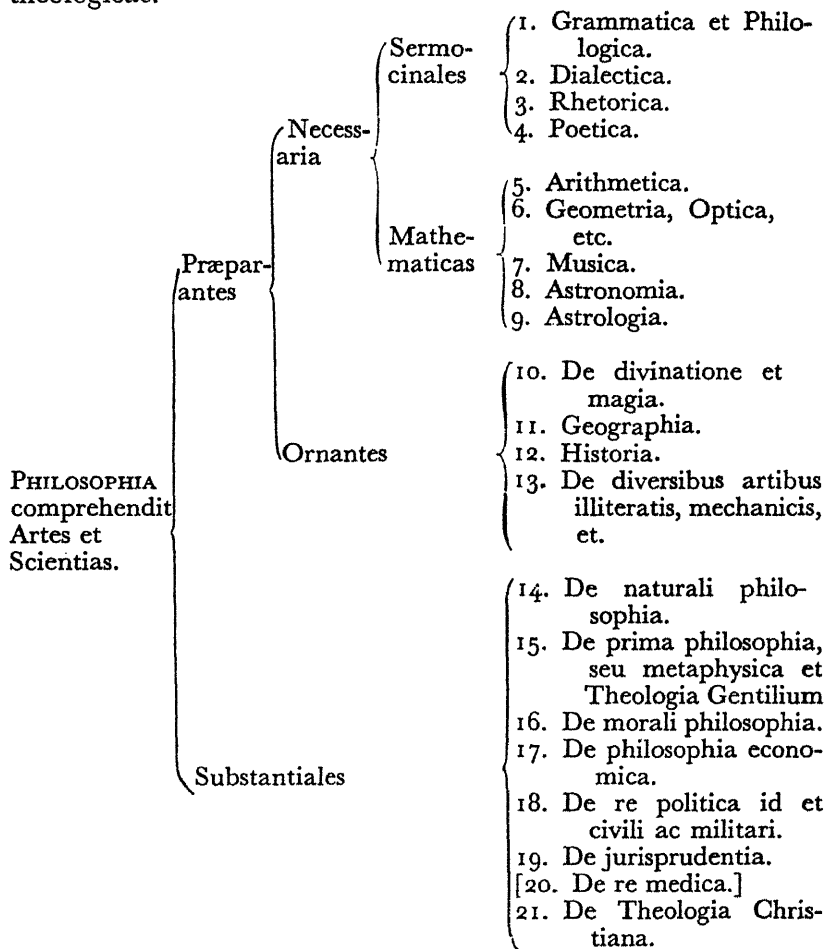 theologicae.
PHILOSOPHIA
comprehendit
Artes et
Scientias.
Præpar-
antes
Necess-
aria
Sermo-
cinales
1. Grammatica et Philo-
logica.
2. Dialectica.
3. Rhetorica.
4. Poetica.
Mathe-
maticas
5. Arithmetica.
6. Geometria, Optica,
etc.
7. Musica.
8. Astronomia.
9. Astrologia.
Ornantes
10. De divinatione et
magia.
11. Geographia.
12. Historia.
13. De diversibus artibus
illiteratis, mechanicis,
et.
Substantiales
14. De naturali philo-
sophia.
15. De prima philosophia,
seu metaphysica et
Theologia Gentilium
16. De morali philosophia.
17. De philosophia econo-
mica.
18. De re politica id et
civili ac militari.
19. De jurisprudentia.
[20. De re medica.]
21. De Theologia Chris-
tiana.